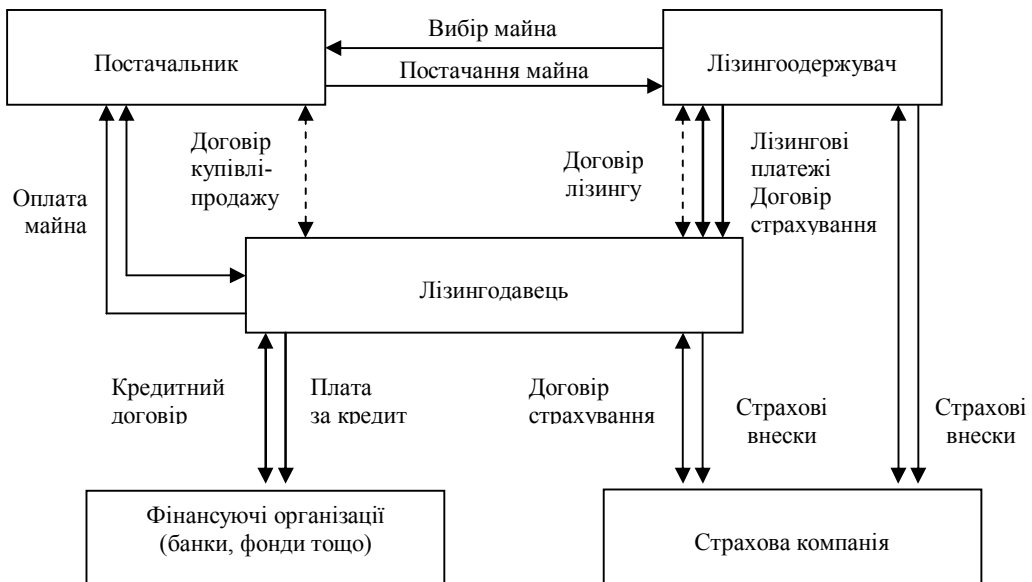 Постачальник
Вибір майна
Постачання майна
Лізингоодержувач
Договір
купівлі-
продажу
Договір
лізингу
Лізингові
платежі
Договір
страхування
Оплата
майна
Лізингодавець
Кредитний
договір
Плата
за кредит
Договір
страхування
Страхові
внески
Страхові
внески
Фінансуючі організації
(банки, фонди тощо)
Страхова компанія